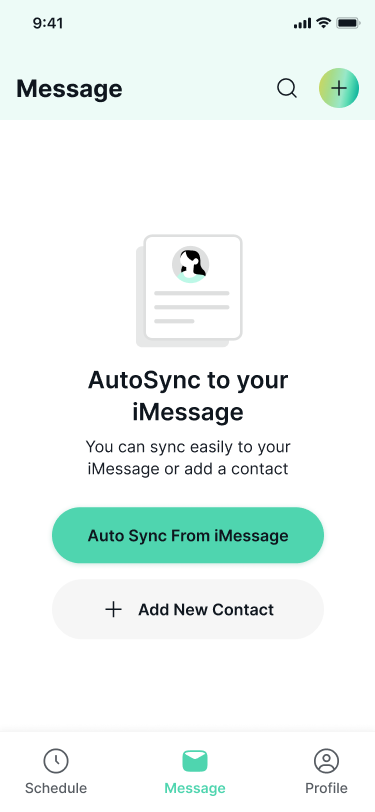 9:41
Message
AutoSync to your
iMessage
You can sync easily to your
iMessage or add a contact
Auto Sync From iMessage
Add New Contact
Schedule
Message
Profile